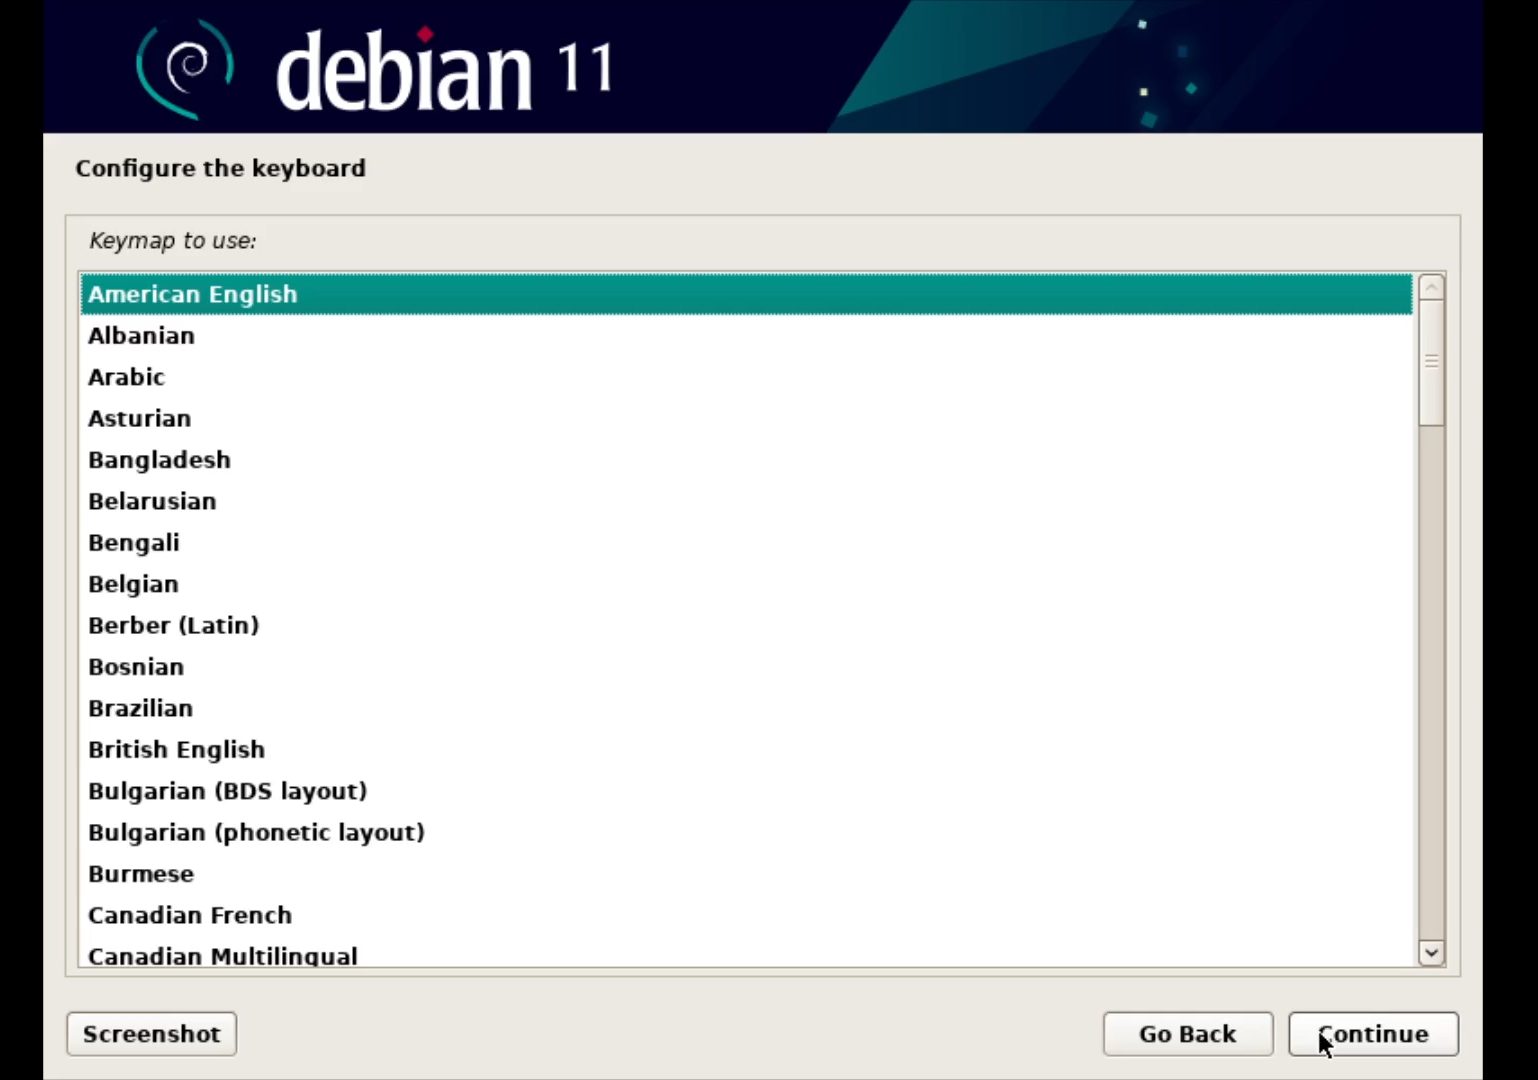 debian 11
Configure the keyboard
Keymap to use:
American English
Albanian
Arabic
Asturian
Bangladesh
Belarusian
Bengali
Belgian
Berber (Latin)
Bosnian
Brazilian
British English
Bulgarian (BDS layout)
Bulgarian (phonetic layout)
Burmese
Canadian French
Canadian Multilingual
Screenshot
Go Back
Continue